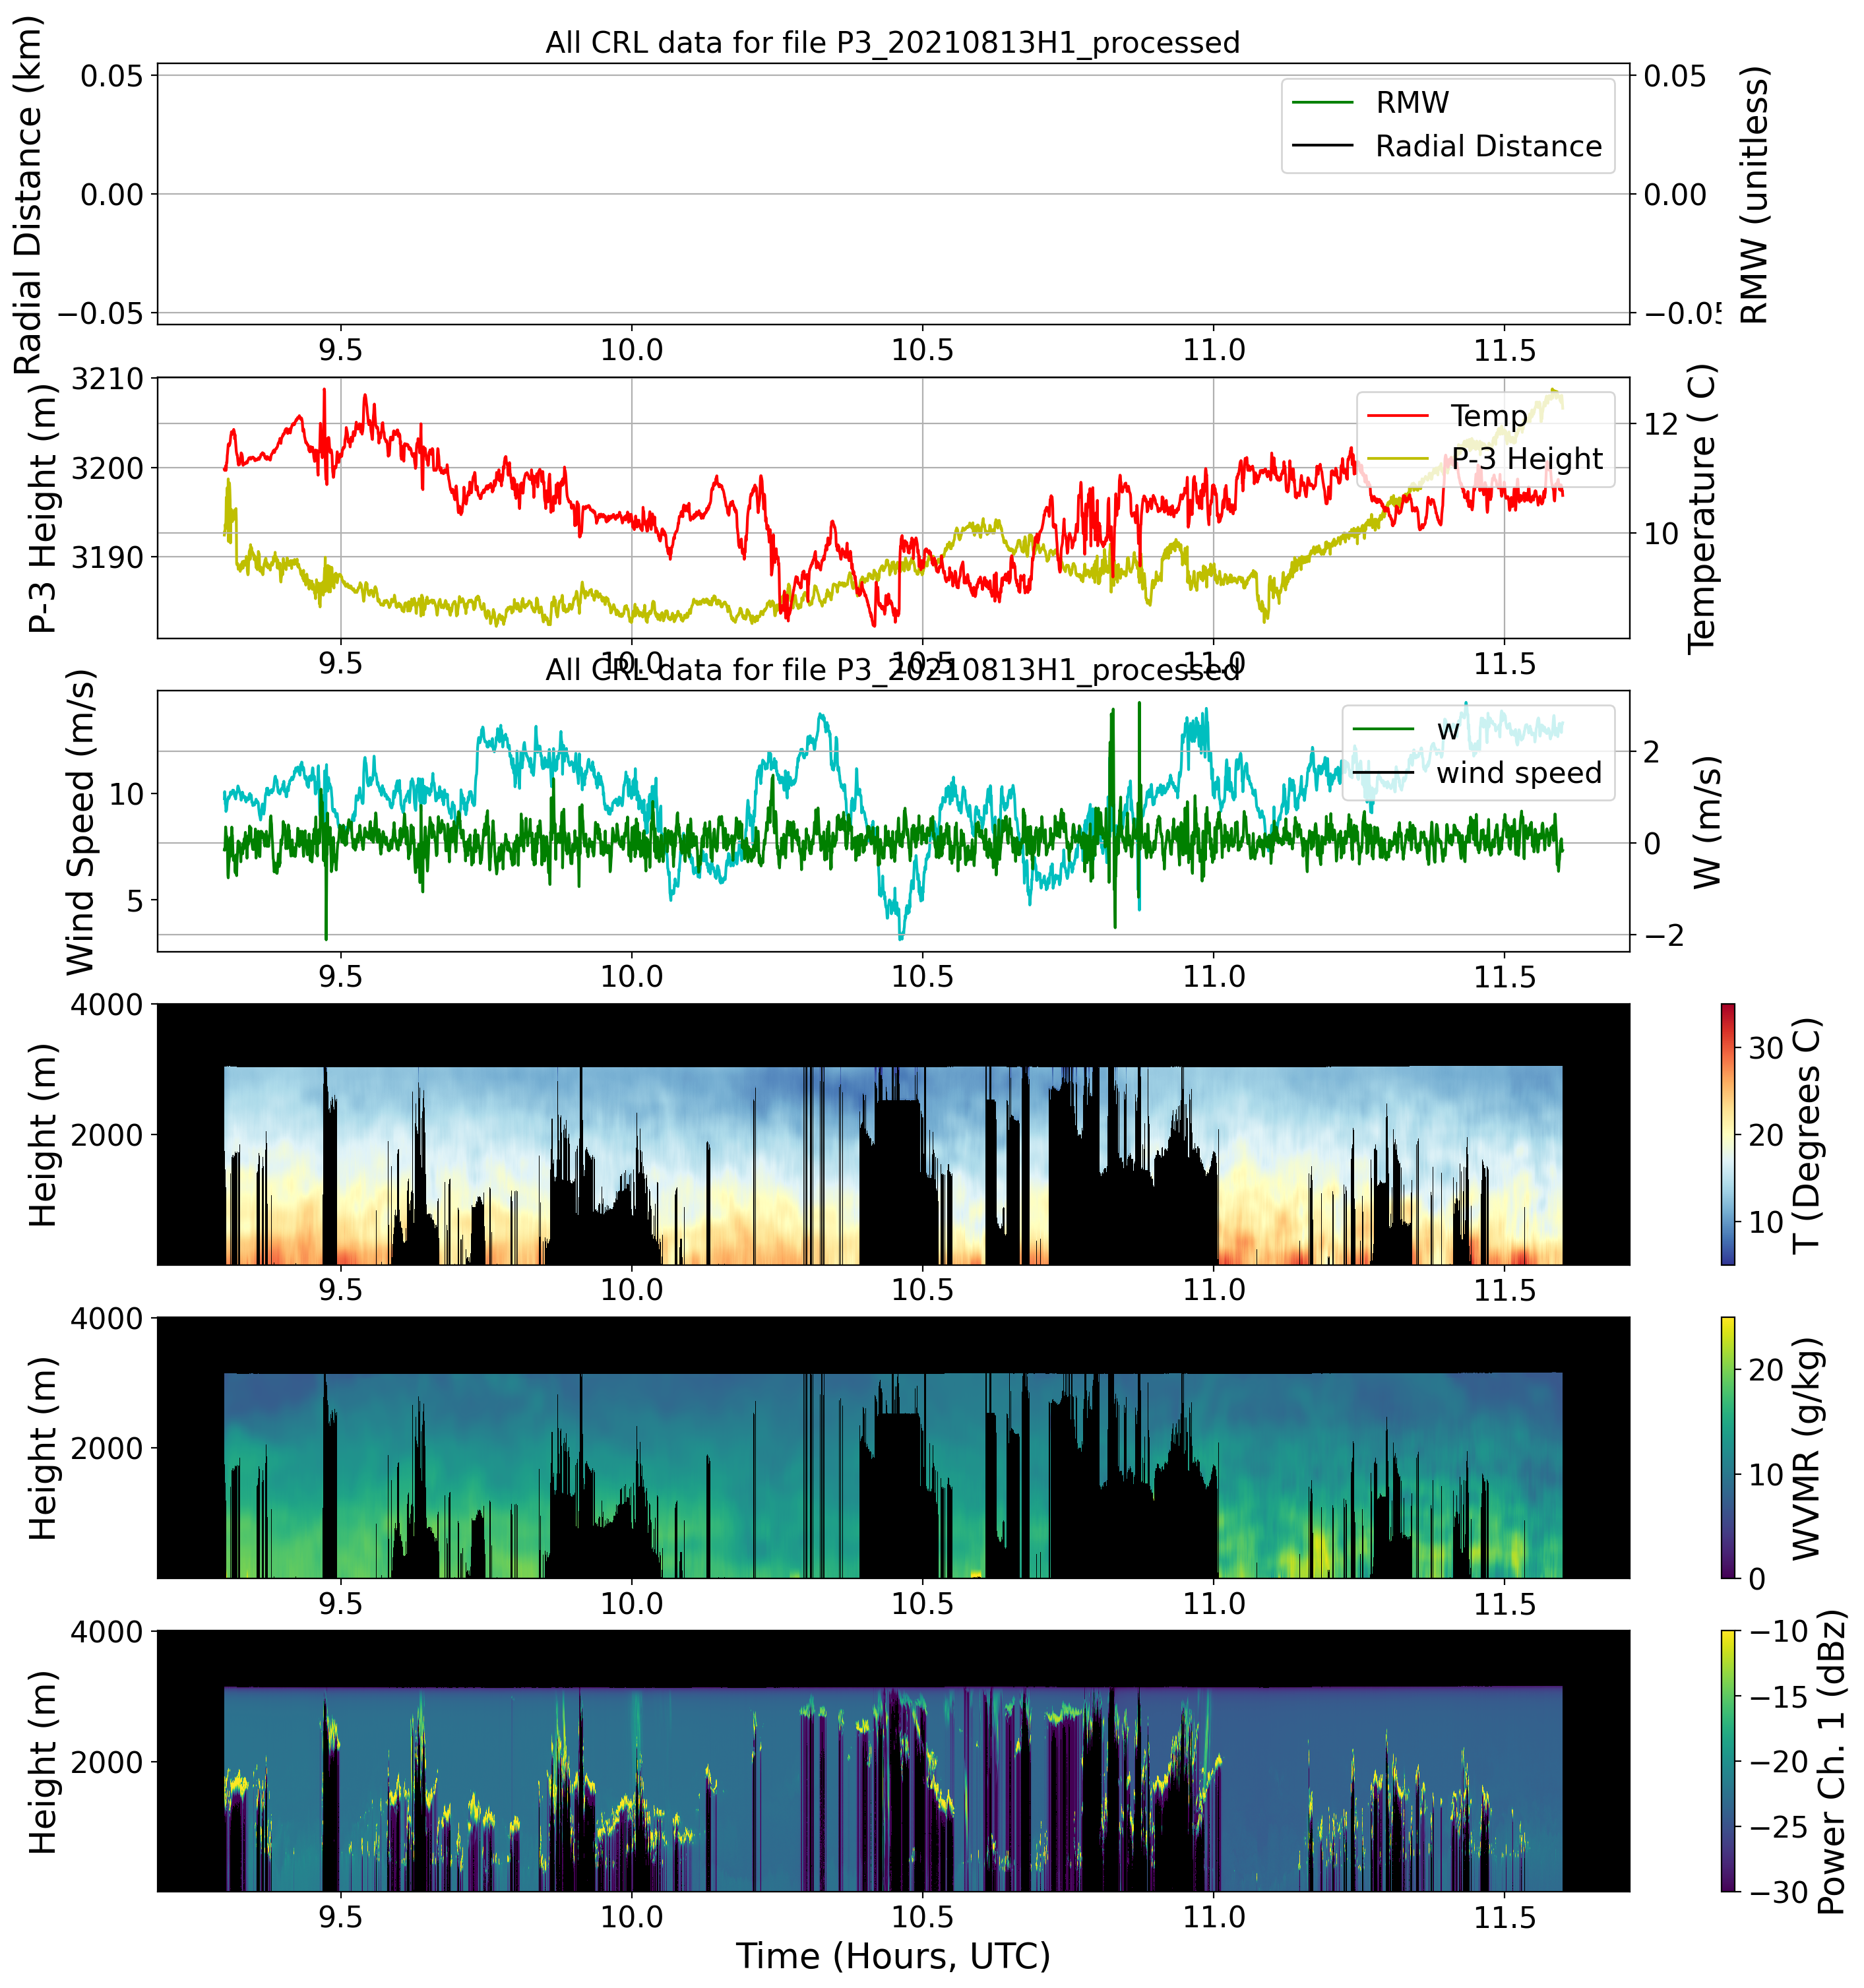 All CRL data for file P3_20210813H1_processed
Radial Distance (km)
0.05
0.00
−0.05
0.05
0.00
−0.05
RMW (unitless)
RMW
Radial Distance
9.5 10.0 10.5 11.0 11.5
P-3 Height (m)
3210
3200
3190
12
10
Temperature ( C)
Temp
P-3 Height
9.5 10.0 10.5 11.0 11.5
All CRL data for file P3_20210813H1_processed
Wind Speed (m/s)
10
5
2
0
−2
W (m/s)
w
wind speed
9.5 10.0 10.5 11.0 11.5
Height (m)
4000
2000
30
20
10
T (Degrees C)
9.5 10.0 10.5 11.0 11.5
Height (m)
4000
2000
20
10
0
WVMR (g/kg)
9.5 10.0 10.5 11.0 11.5
Height (m)
4000
2000
−10
−15
−20
−25
−30
Power Ch. 1 (dBz)
9.5 10.0 10.5 11.0 11.5
Time (Hours, UTC)